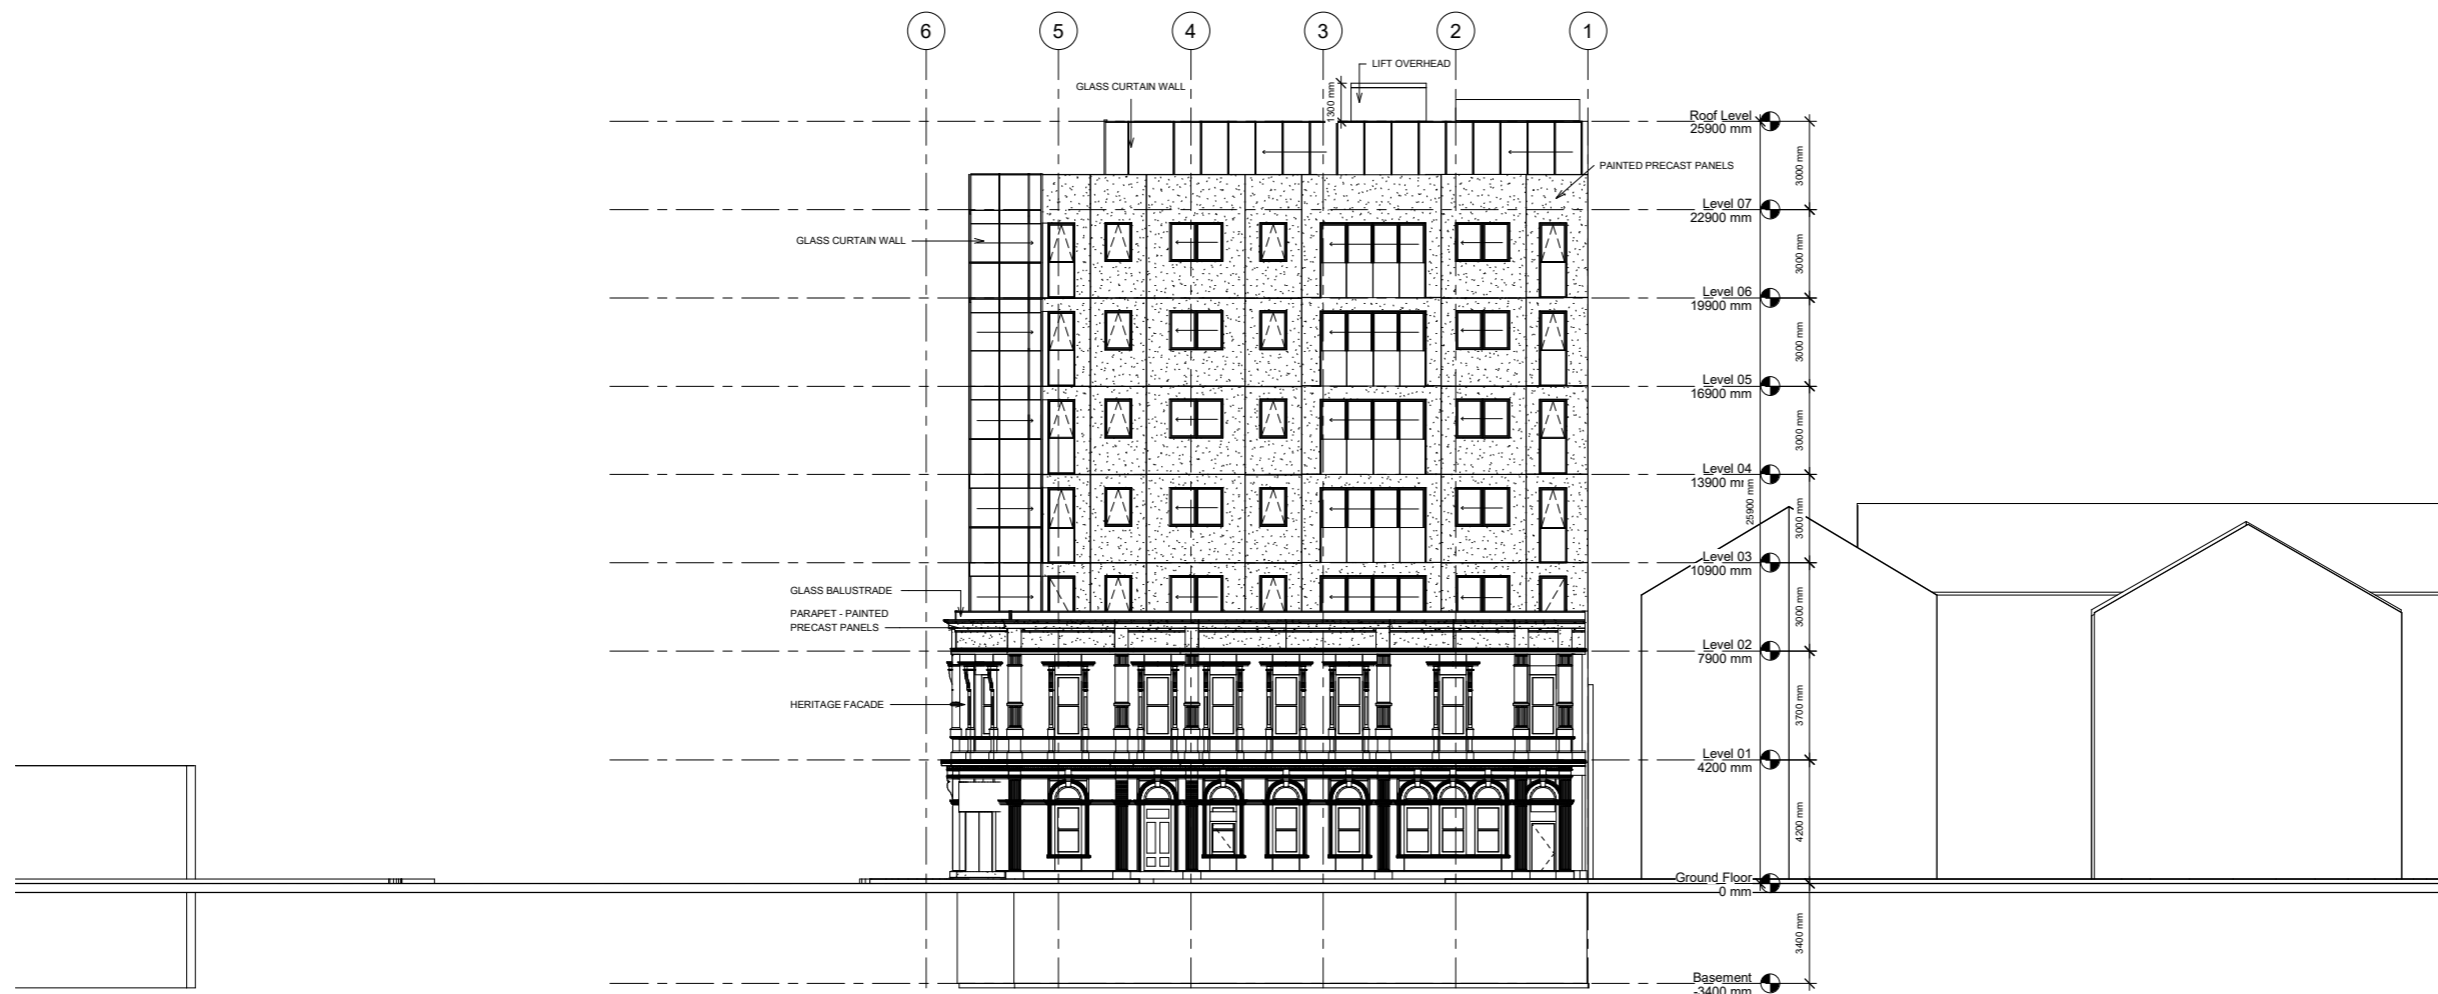 6 5 4 3 2 1
LIFT OVERHEAD
GLASS CURTAIN WALL
1300 mm
Roof Level
25900 mm
PAINTED PRECAST PANELS
3000 mm
Level 07
22900 mm
GLASS CURTAIN WALL
3000 mm
Level 06
19900 mm
3000 mm
Level 05
16900 mm
3000 mm
Level 04
13900 mm
25900 mm
3000 mm
Level 03
10900 mm
GLASS BALUSTRADE
PARAPET - PAINTED
PRECAST PANELS
3000 mm
Level 02
7900 mm
HERITAGE FACADE
3700 mm
Level 01
4200 mm
4200 mm
Ground Floor
0 mm
3400 mm
Basement
-3400 mm